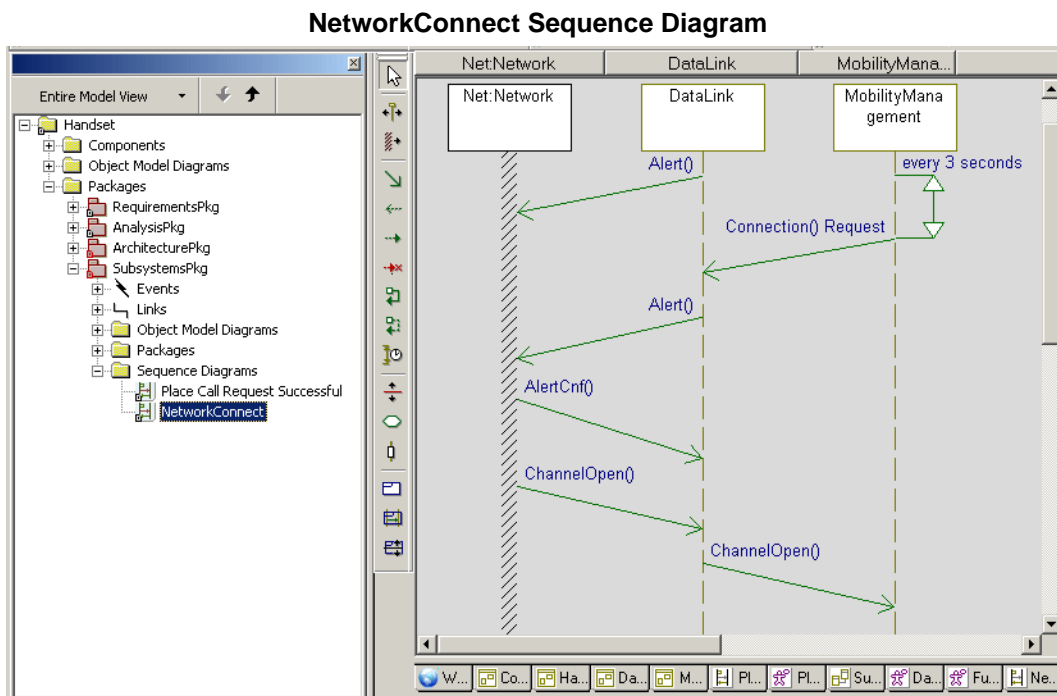 NetworkConnect Sequence Diagram
Entire Model View
Handset
Components
Object Model Diagrams
Packages
RequirementsPkg
AnalysisPkg
ArchitecturePkg
SubsystemsPkg
Events
Links
Object Model Diagrams
Packages
Sequence Diagrams
Place Call Request Successful
NetworkConnect
Net:Network DataLink MobilityMana...
Net:Network DataLink MobilityMana
gement
Alert() every 3 seconds
Connection() Request
Alert()
AlertCnf()
ChannelOpen()
ChannelOpen()
W... Co... Ha... Da... M... Pl... Pl... Su... Da... Fu... Ne...